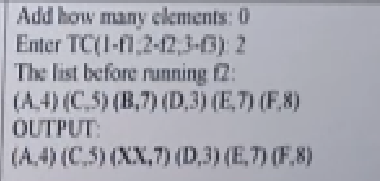 Add how many elements: 0
Enter TC(1-f1,2-f2,3-f3): 2
The list before running f2:
(A,4) (C,5) (B,7) (D,3) (E,7) (F,8)
OUTPUT:
(A,4) (C,5) (XX,7) (D,3) (E,7) (F,8)